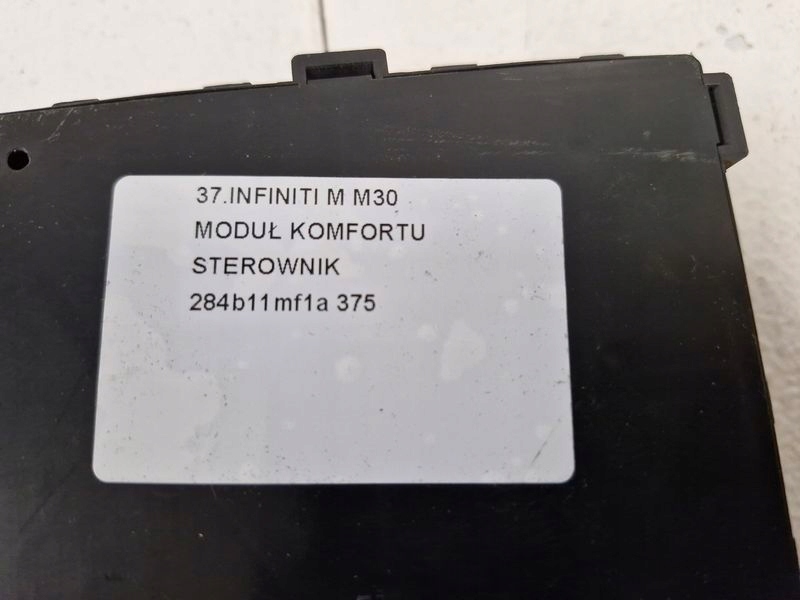 37.INFINITI M M30
MODUŁ KOMFORTU
STEROWNIK
284b11mf1a 375